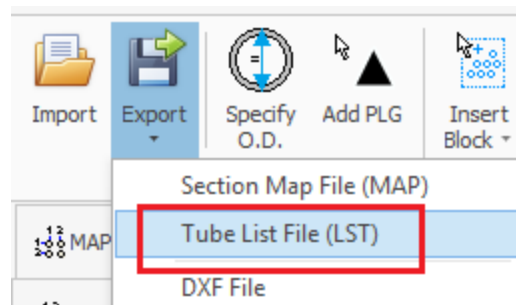 Import
Export
Specify
O.D.
Add PLG
Insert
Block
Section Map File (MAP)
MAP
Tube List File (LST)
DXF File